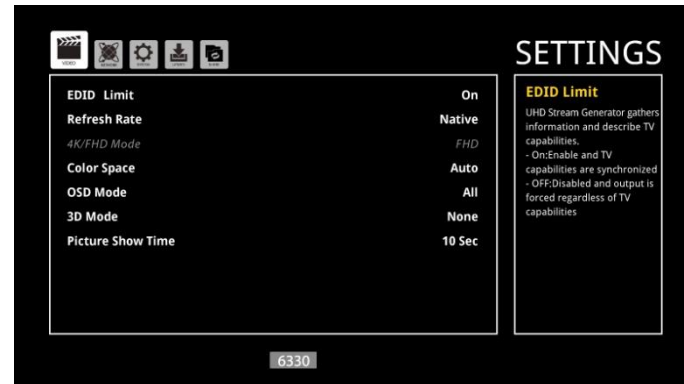 VIDEO
SETTINGS
EDID Limit On
Refresh Rate Native
4K/FHD Mode FHD
Color Space Auto
OSD Mode All
3D Mode None
Picture Show Time 10 Sec
EDID Limit
UHD Stream Generator gathers
information and describe TV
capabilities.
- On:Enable and TV
capabilities are synchronized
- OFF:Disabled and output is
forced regardless of TV
capabilities
6330